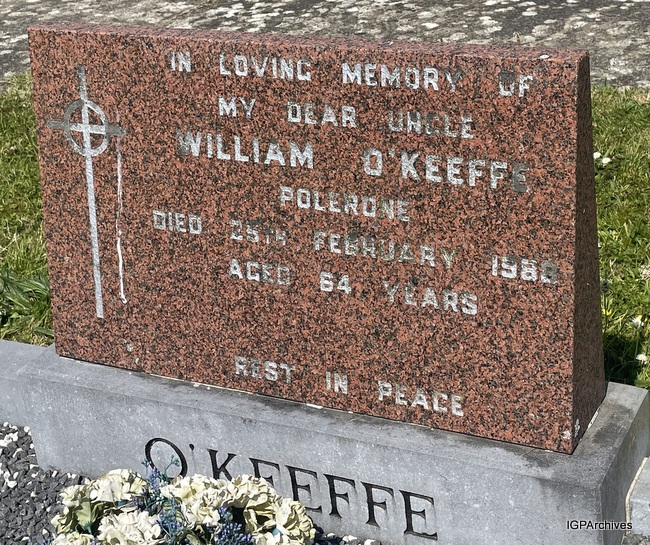 IN LOVING MEMORY OF
MY DEAR UNCLE
WILLIAM O'KEEFFE
POLERONE
DIED 25TH FEBRUARY
AGED 64 YEARS
REST IN PEACE
O'KEEFFE
IGPArchives